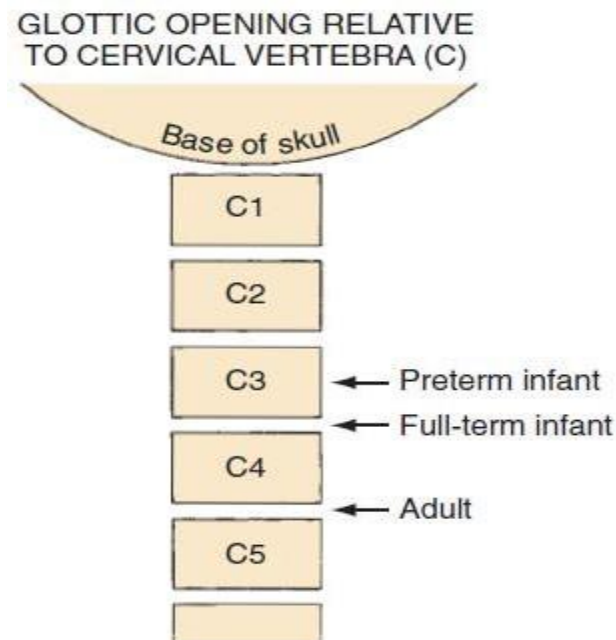 GLOTTIC OPENING RELATIVE
TO CERVICAL VERTEBRA (C)
Base of skull
C1
C2
C3
Preterm infant
Full-term infant
C4
Adult
C5